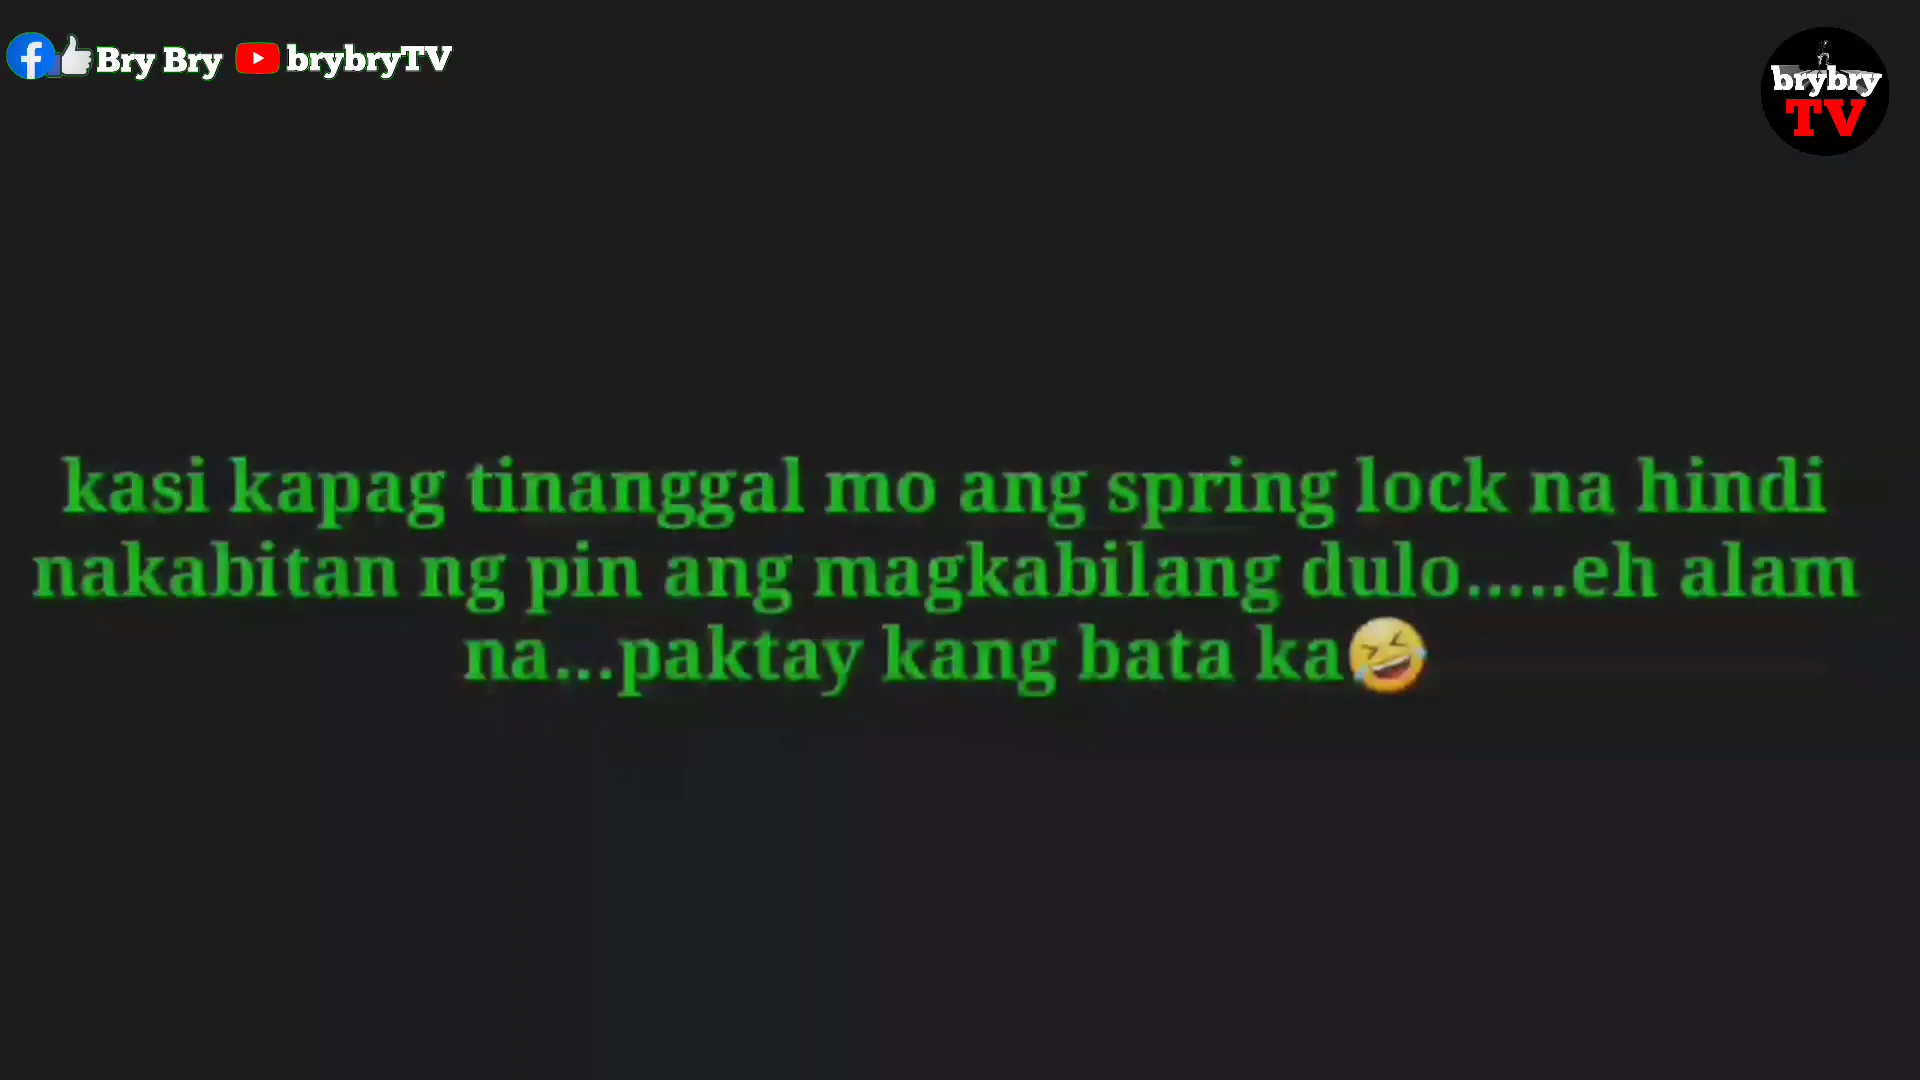 Bry Bry brybryTV
brybry
TV
kasi kapag tinanggal mo ang spring lock na hindi
nakabitan ng pin ang magkabilang dulo.....eh alam
na...paktay kang bata ka🤣